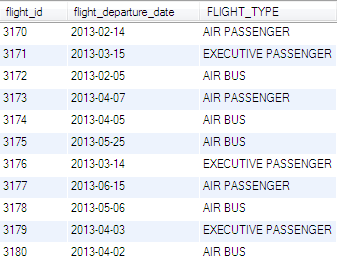 flight_id flight_departure_date FLIGHT_TYPE
3170 2013-02-14 AIR PASSENGER
3171 2013-03-15 EXECUTIVE PASSENGER
3172 2013-02-05 AIR BUS
3173 2013-04-07 AIR PASSENGER
3174 2013-04-05 AIR BUS
3175 2013-05-25 AIR BUS
3176 2013-03-14 EXECUTIVE PASSENGER
3177 2013-06-15 AIR PASSENGER
3178 2013-05-06 AIR BUS
3179 2013-04-03 EXECUTIVE PASSENGER
3180 2013-04-02 AIR BUS